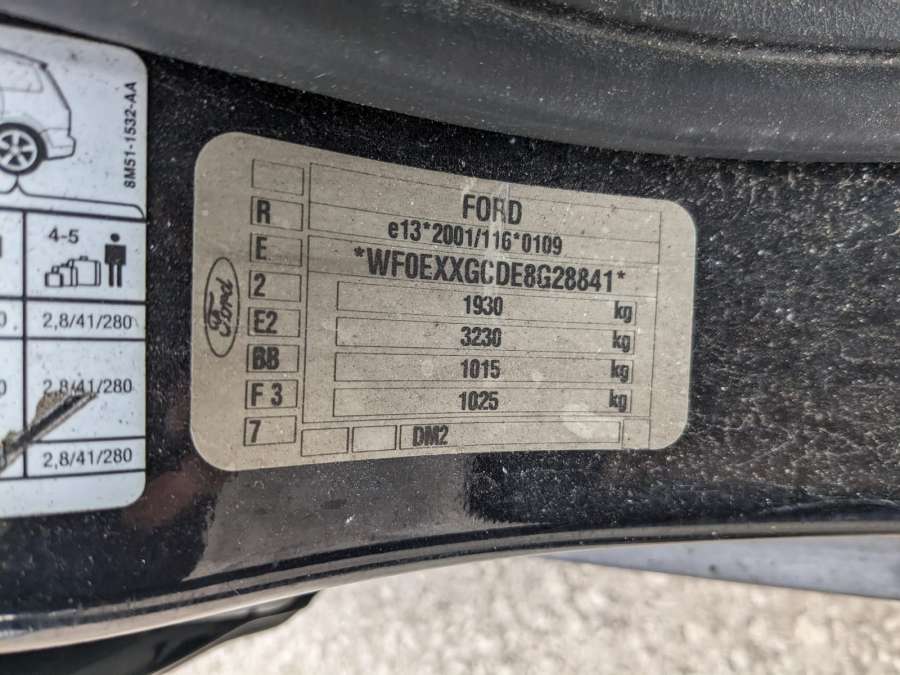 8M51-1532-AA
4-5
2,8/41/280
2,8/41/280
2,8/41/280
Ford
R
E
2
E2
BB
F 3
7
FORD
e13*2001/116*0109
*WF0EXXGCDE8G28841*
1930 kg
3230 kg
1015 kg
1025 kg
DM2